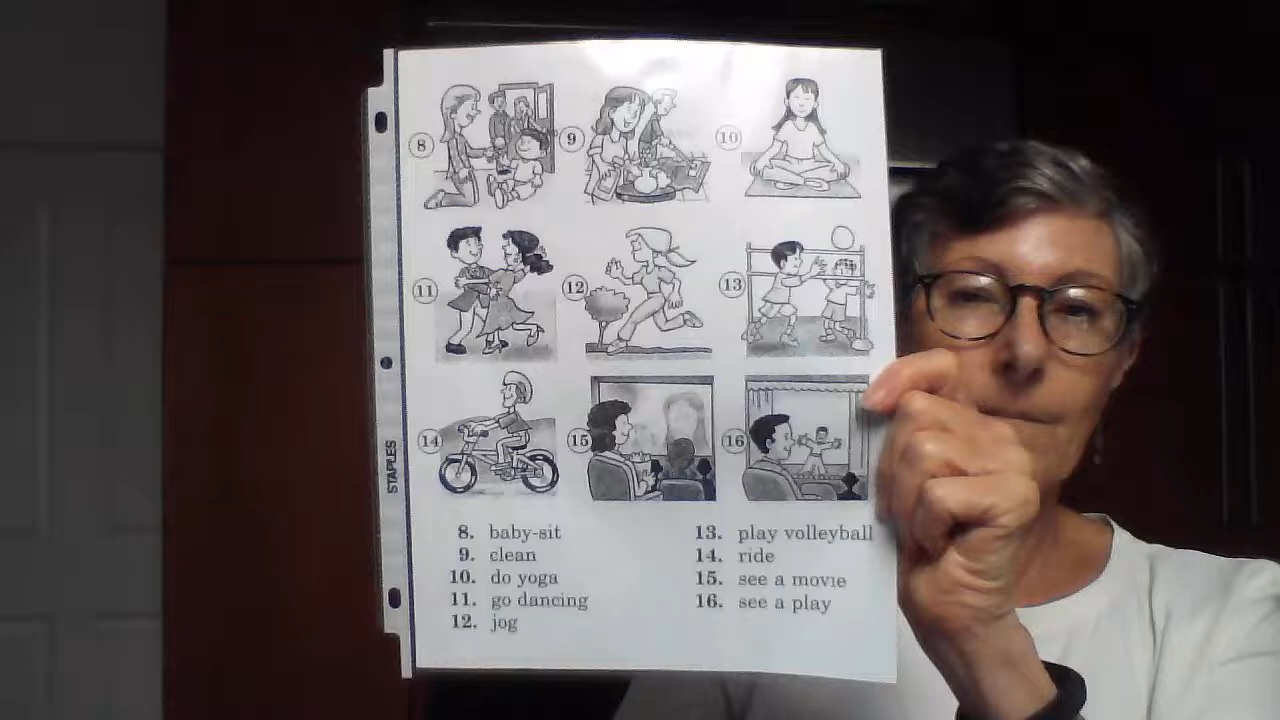 8
9
10
11
12
13
14
15
16
STAPLES
8. baby-sit
9. clean
10. do yoga
11. go dancing
12. jog
13. play volleyball
14. ride
15. see a movie
16. see a play